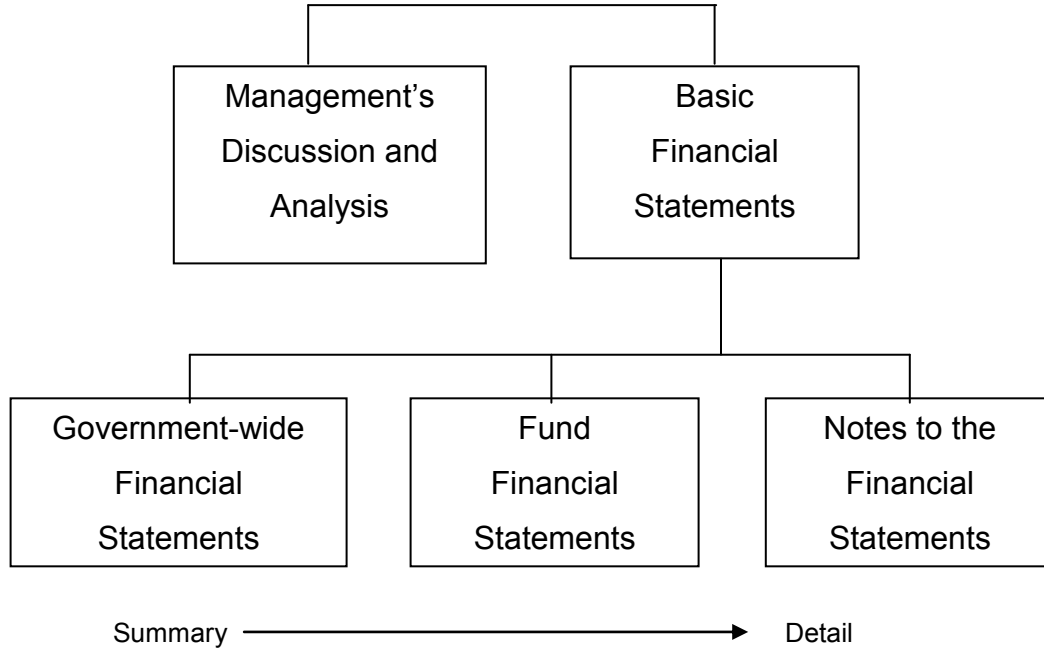 Management’s
Discussion and
Analysis
Basic
Financial
Statements
Government-wide
Financial
Statements
Fund
Financial
Statements
Notes to the
Financial
Statements
Summary
Detail